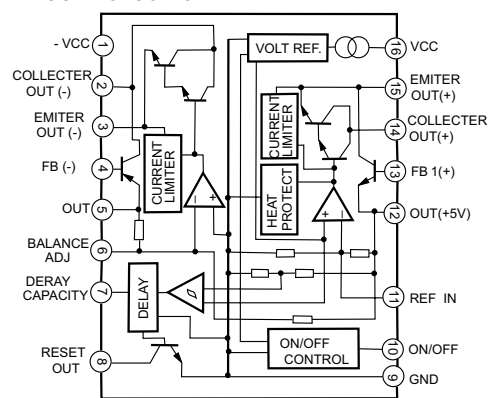 - VCC
1
COLLECTER
OUT (-)
2
EMITER
OUT (-)
3
FB (-)
4
OUT
5
BALANCE
ADJ
6
DERAY
CAPACITY
7
RESET
OUT
8
VOLT REF.
CURRENT
LIMITER
CURRENT
LIMITER
HEAT
PROTECT
- +
+ -
DELAY
ON/OFF
CONTROL
16
VCC
15
EMITER
OUT(+)
14
COLLECTER
OUT(+)
13
FB 1(+)
12
OUT(+5V)
11
REF IN
10
ON/OFF
9
GND